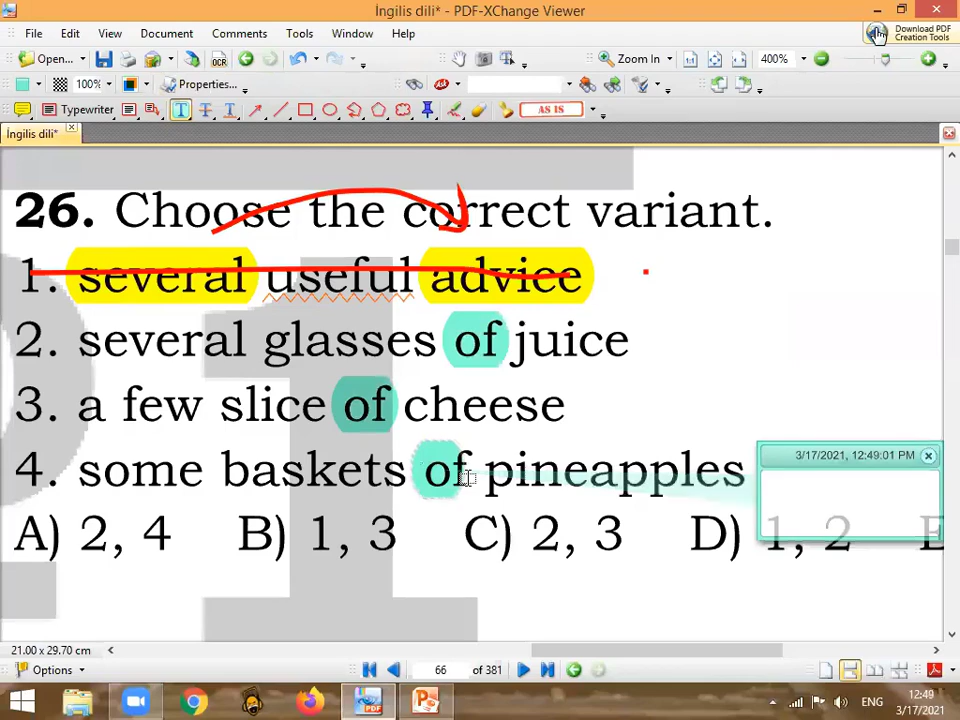 İngilis dili* - PDF-XChange Viewer
File Edit View Document Comments Tools Window Help
Download PDF
Creation Tools
Open... OCR Zoom In 400%
100% Properties...
Typewriter T T T AS IS
İngilis dili*
26. Choose the correct variant.
1. several useful advice
2. several glasses of juice
3. a few slice of cheese
4. some baskets of pineapples
3/17/2021, 12:49:01 PM
A) 2, 4 B) 1, 3 C) 2, 3 D) 1, 2 E
21.00 x 29.70 cm
Options 66 of 381
ENG 12:49
3/17/2021